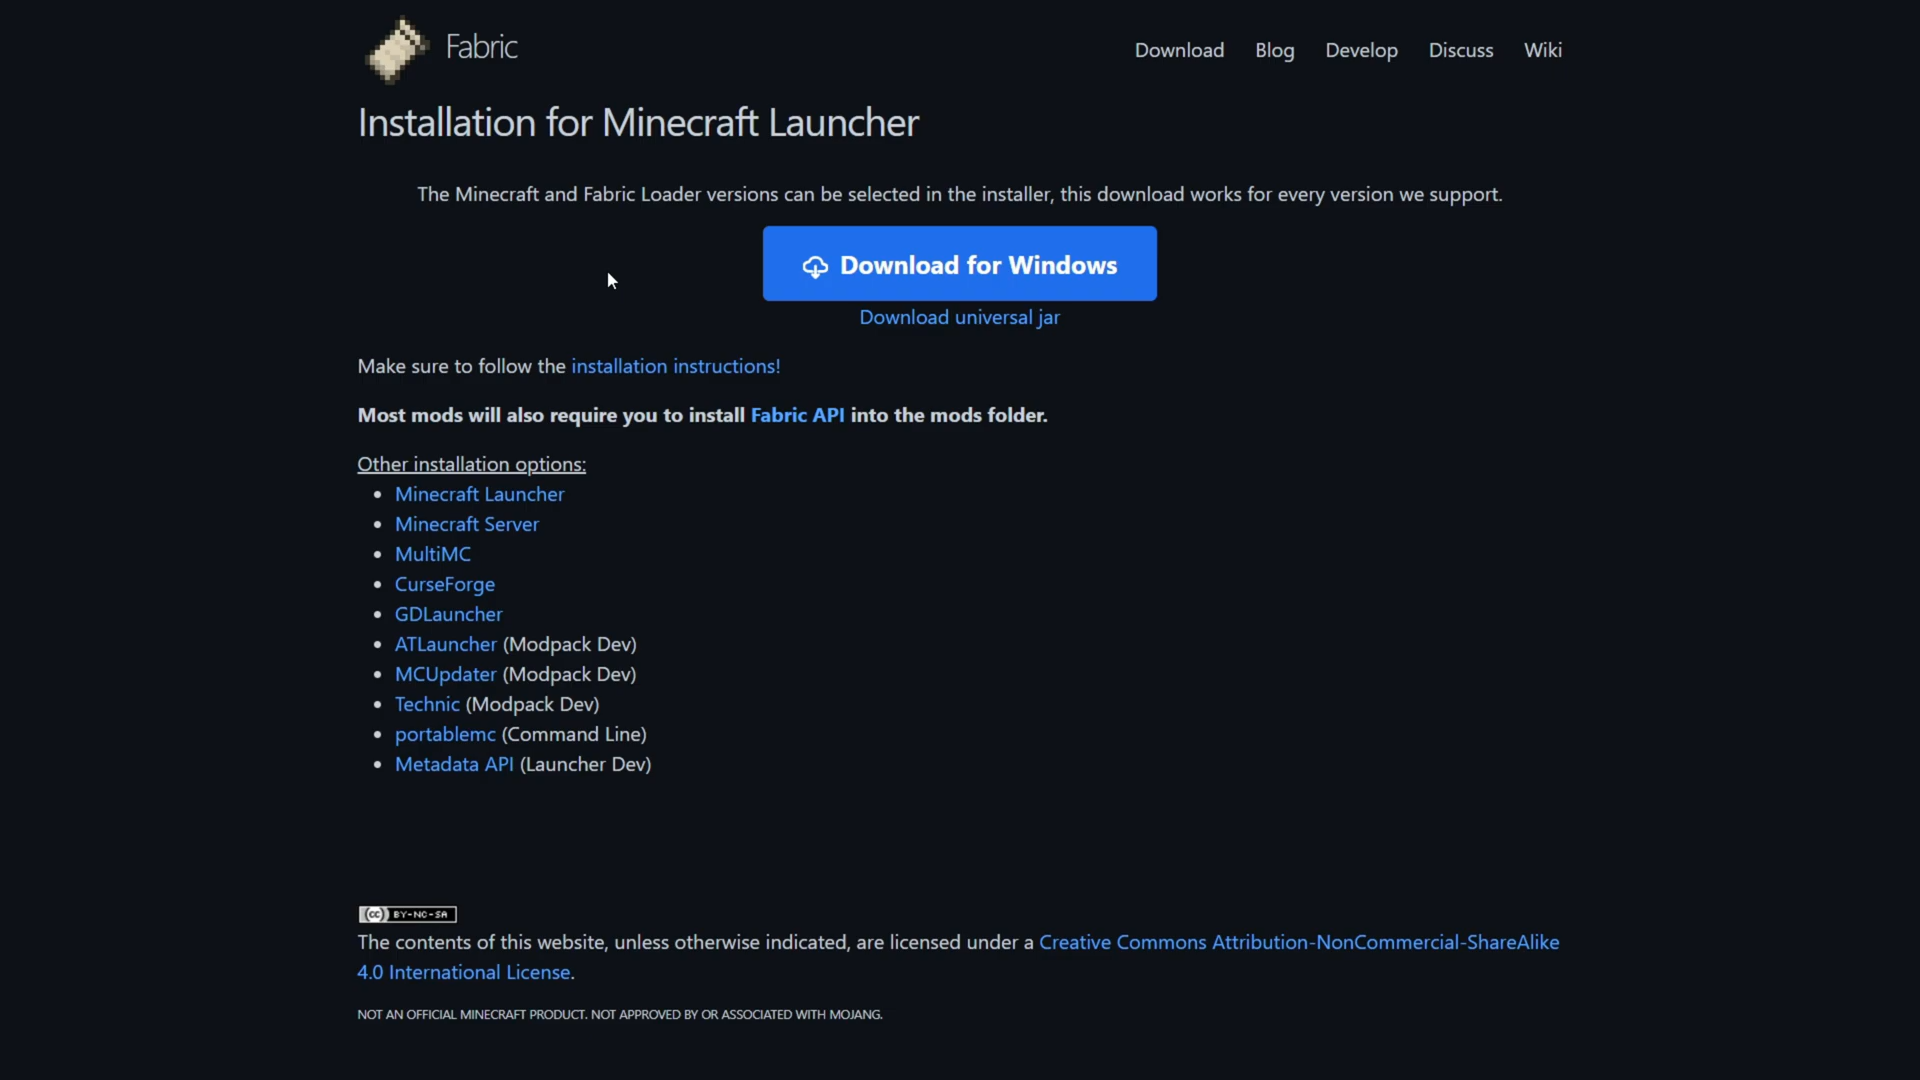 Fabric
Download Blog Develop Discuss Wiki
Installation for Minecraft Launcher
The Minecraft and Fabric Loader versions can be selected in the installer, this download works for every version we support.
Download for Windows
Download universal jar
Make sure to follow the installation instructions!
Most mods will also require you to install Fabric API into the mods folder.
Other installation options:
Minecraft Launcher
Minecraft Server
MultiMC
CurseForge
GDLauncher
ATLauncher (Modpack Dev)
MCUpdater (Modpack Dev)
Technic (Modpack Dev)
portablemc (Command Line)
Metadata API (Launcher Dev)
cc BY-NC-SA
The contents of this website, unless otherwise indicated, are licensed under a Creative Commons Attribution-NonCommercial-ShareAlike
4.0 International License.
NOT AN OFFICIAL MINECRAFT PRODUCT. NOT APPROVED BY OR ASSOCIATED WITH MOJANG.